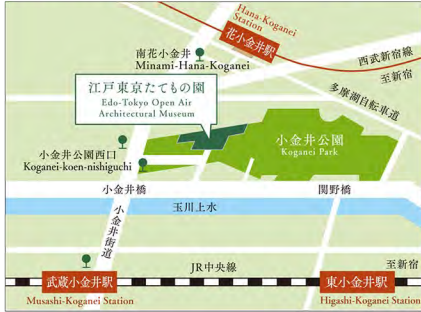 Hana-Koganei
Station
花小金井駅
南花小金井
Minami-Hana-Koganei
西武新宿線
至新宿
多摩湖自転車道
江戸東京たてもの園
Edo-Tokyo Open Air
Architectural Museum
小金井公園
Koganei Park
小金井公園西口
Koganei-koen-nishiguchi
小金井橋
関野橋
玉川上水
小金井街道
JR中央線
至新宿
武蔵小金井駅
東小金井駅
Musashi-Koganei Station
Higashi-Koganei Station